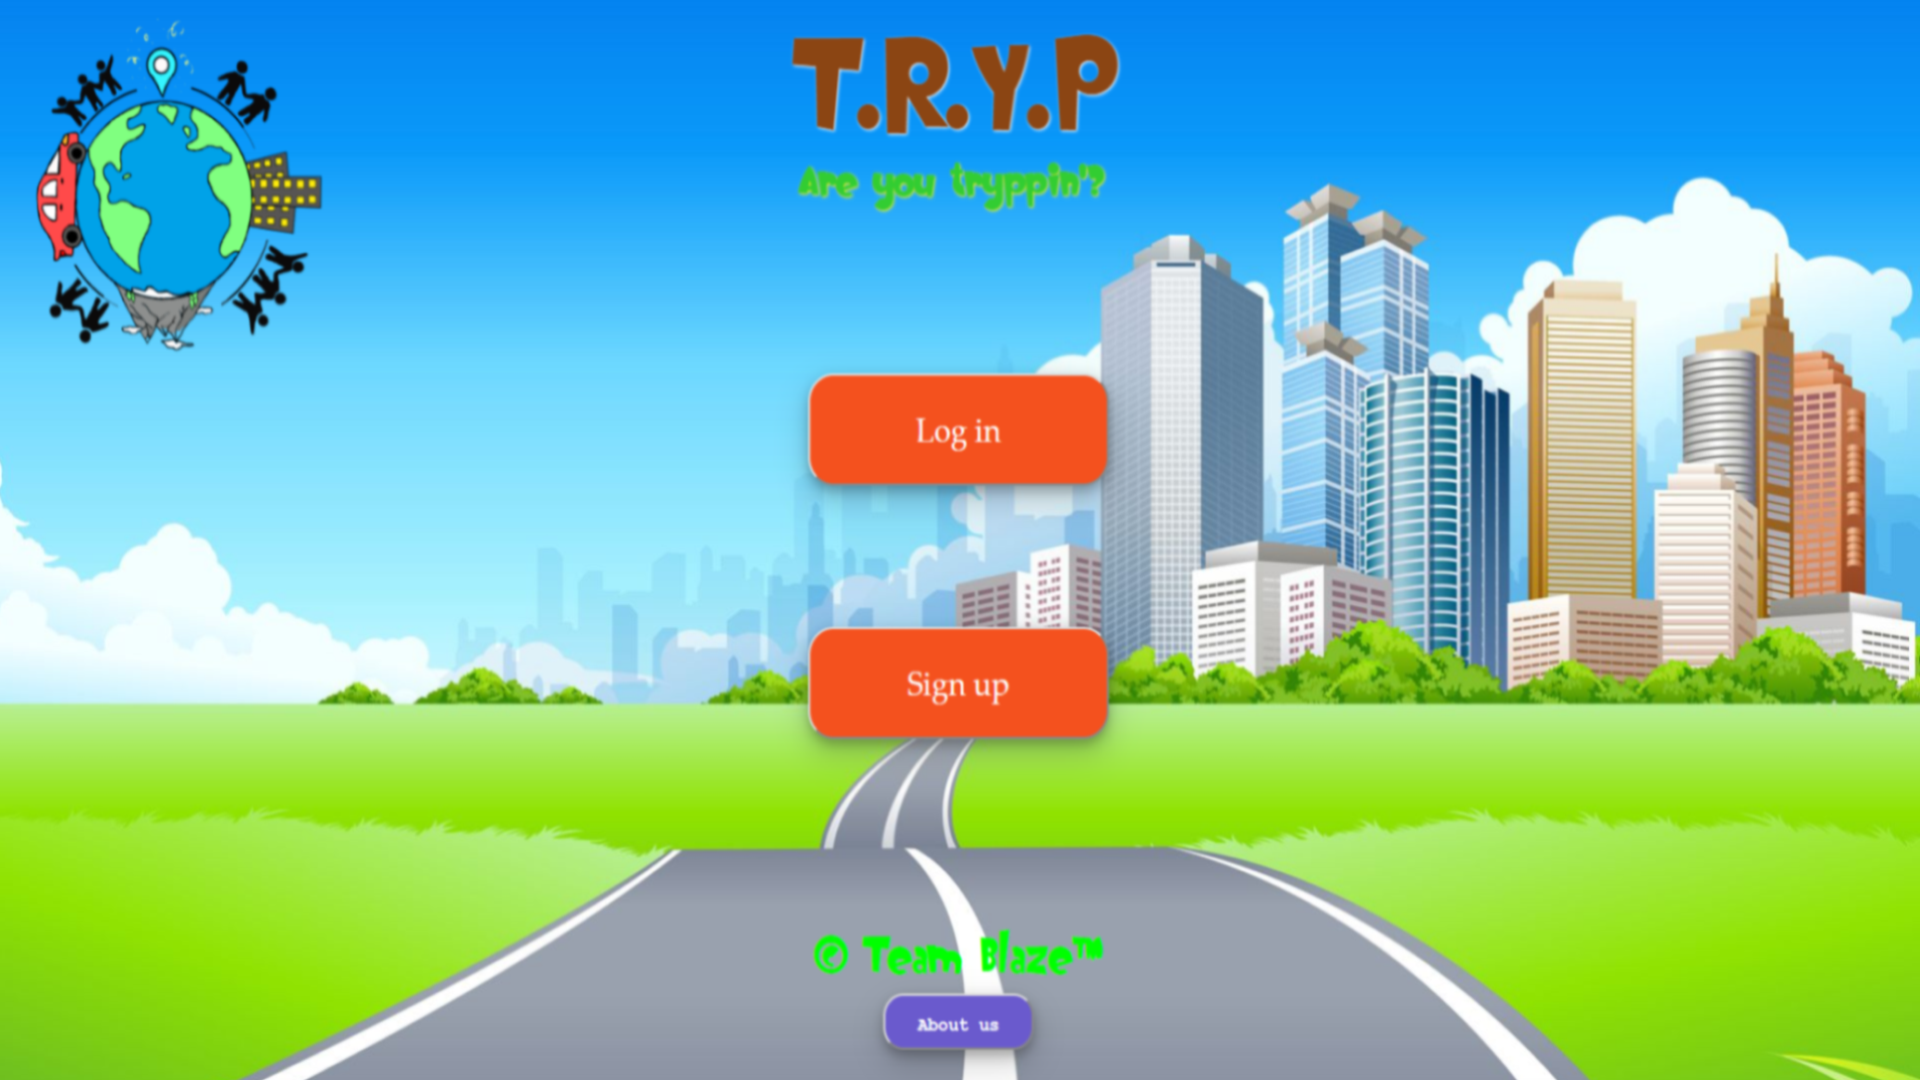 T.R.Y.P
Are you tryppin'?
Log in
Sign up
© Team Blaze™
About us